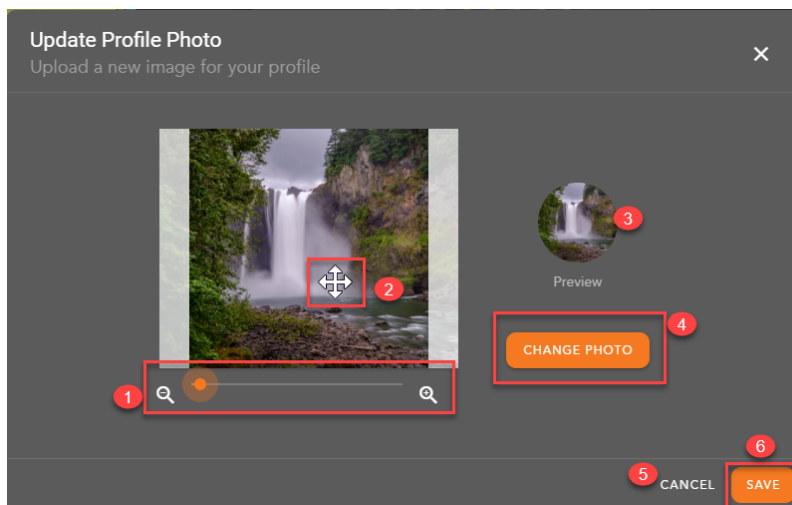 Update Profile Photo
Upload a new image for your profile
3
2
Preview
4
CHANGE PHOTO
1
6
5
CANCEL
SAVE